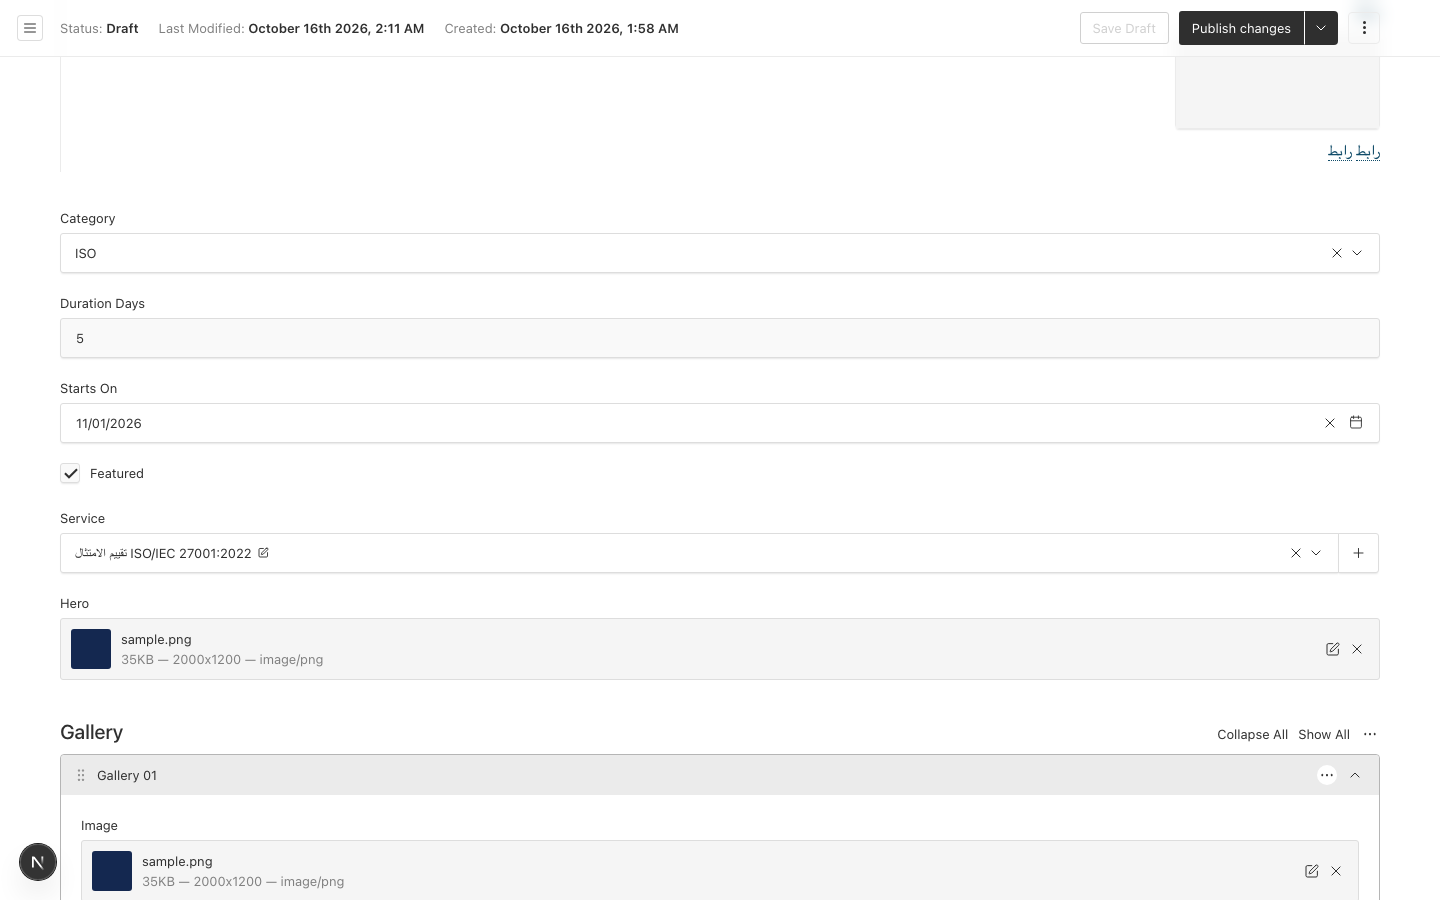 Status: Draft Last Modified: October 16th 2026, 2:11 AM Created: October 16th 2026, 1:58 AM Save Draft Publish changes
رابط رابط
Category
ISO
Duration Days
5
Starts On
11/01/2026
Featured
Service
تقييم الامتثال ISO/IEC 27001:2022
Hero
sample.png
35KB — 2000x1200 — image/png
Gallery Collapse All Show All
Gallery 01
Image
sample.png
35KB — 2000x1200 — image/png
N